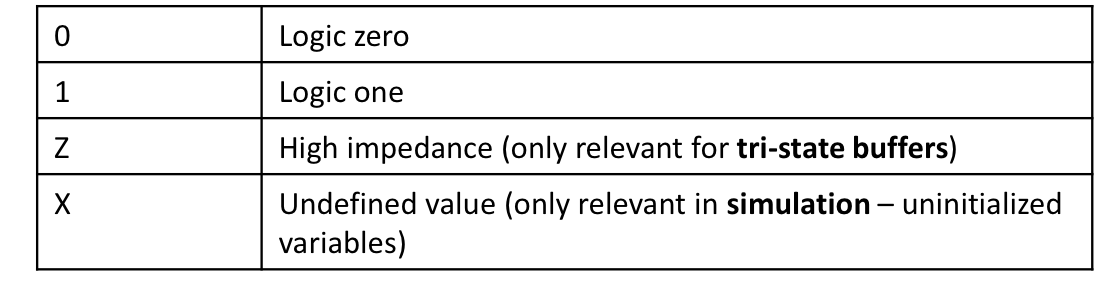 0 Logic zero
1 Logic one
Z High impedance (only relevant for tri-state buffers)
X Undefined value (only relevant in simulation – uninitialized
variables)